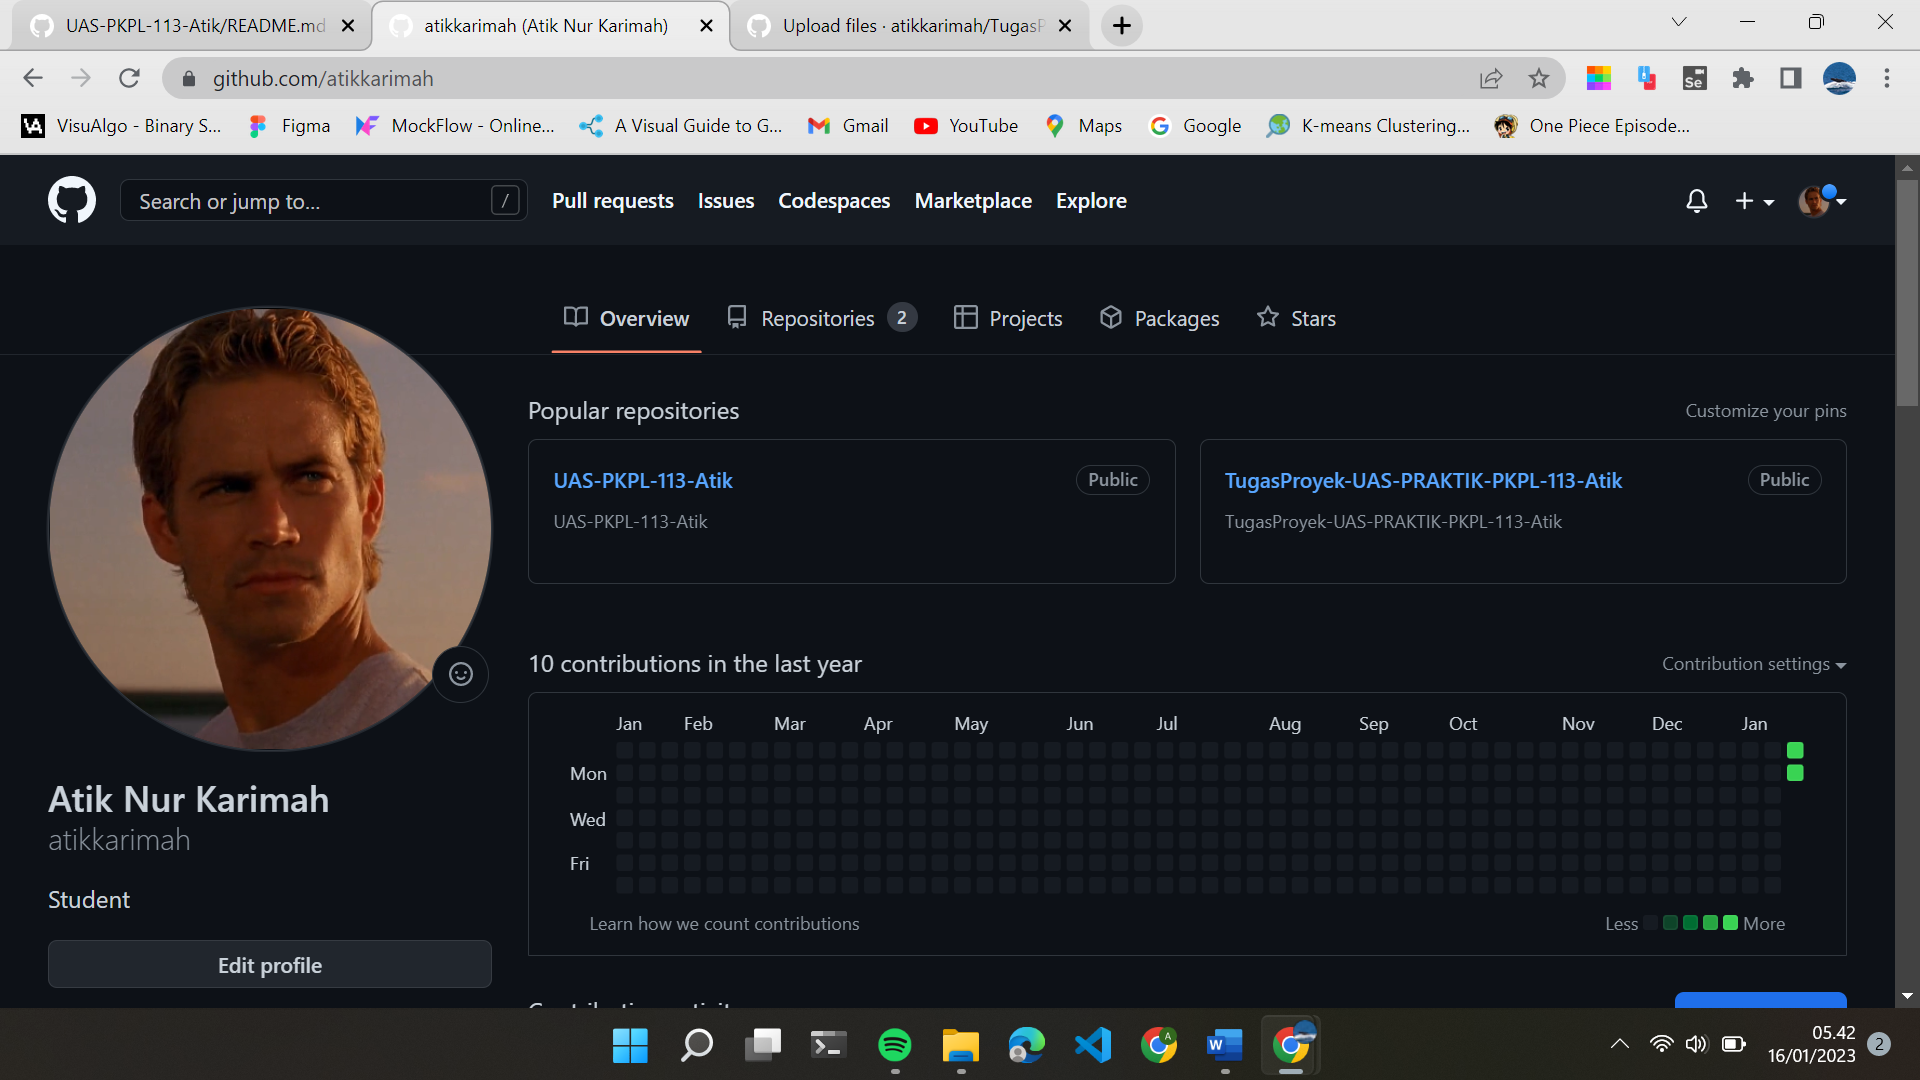 UAS-PKPL-113-Atik/README.md
atikkarimah (Atik Nur Karimah)
Upload files · atikkarimah/TugasP
github.com/atikkarimah
Se
VisuAlgo - Binary S...
Figma
MockFlow - Online...
A Visual Guide to G...
Gmail
YouTube
Maps
Google
K-means Clustering...
One Piece Episode...
Search or jump to...
/
Pull requests
Issues
Codespaces
Marketplace
Explore
Overview
Repositories 2
Projects
Packages
Stars
Popular repositories
Customize your pins
UAS-PKPL-113-Atik
Public
UAS-PKPL-113-Atik
TugasProyek-UAS-PRAKTIK-PKPL-113-Atik
Public
TugasProyek-UAS-PRAKTIK-PKPL-113-Atik
10 contributions in the last year
Contribution settings
Jan Feb Mar Apr May Jun Jul Aug Sep Oct Nov Dec Jan
Mon
Wed
Fri
Learn how we count contributions
Less
More
Atik Nur Karimah
atikkarimah
Student
Edit profile
05.42
16/01/2023
2